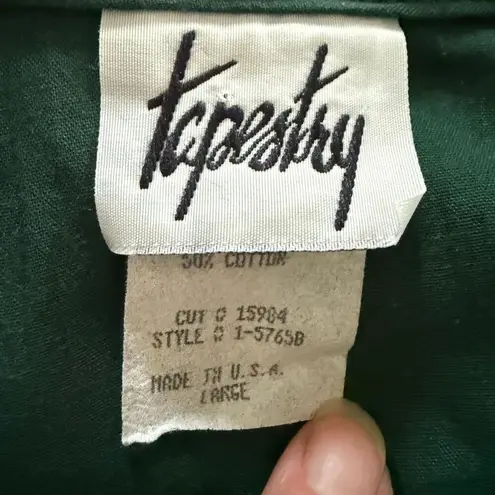 tapestry
50% COTTON
CUT # 15984
STYLE # 1-5765B
MADE IN U.S.A.
LARGE